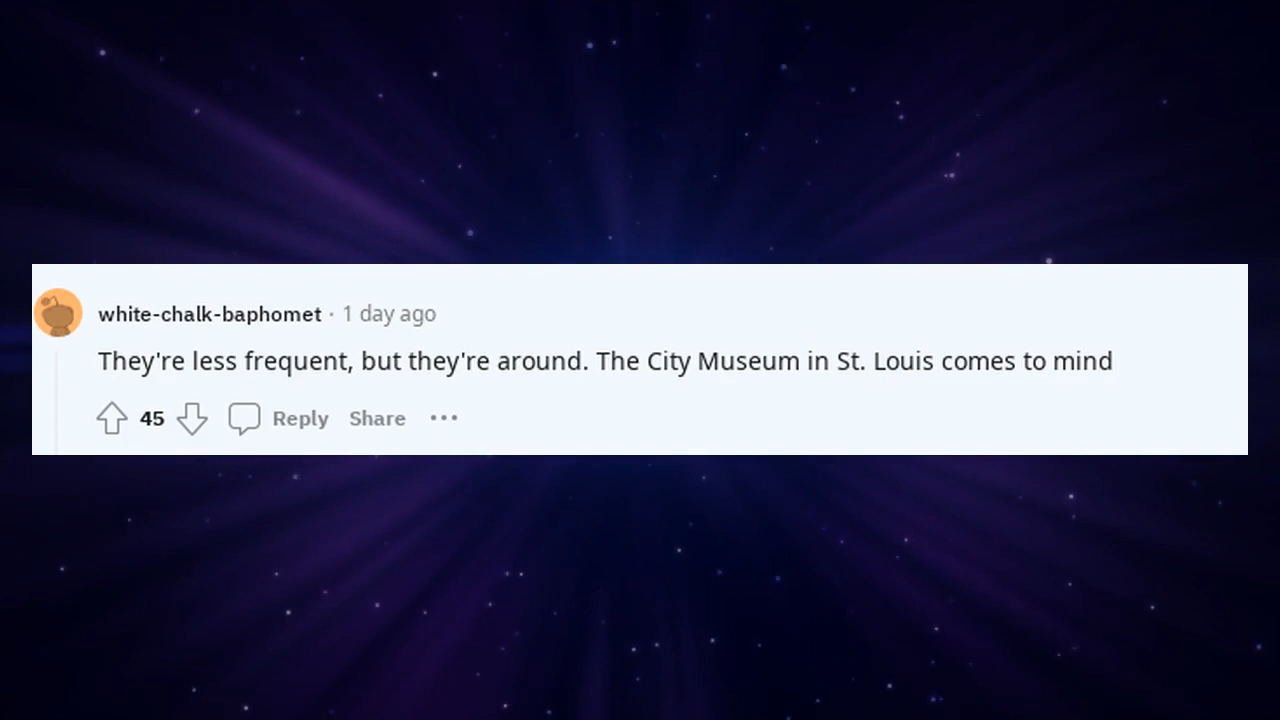 white-chalk-baphomet · 1 day ago
They're less frequent, but they're around. The City Museum in St. Louis comes to mind
45 Reply Share ···